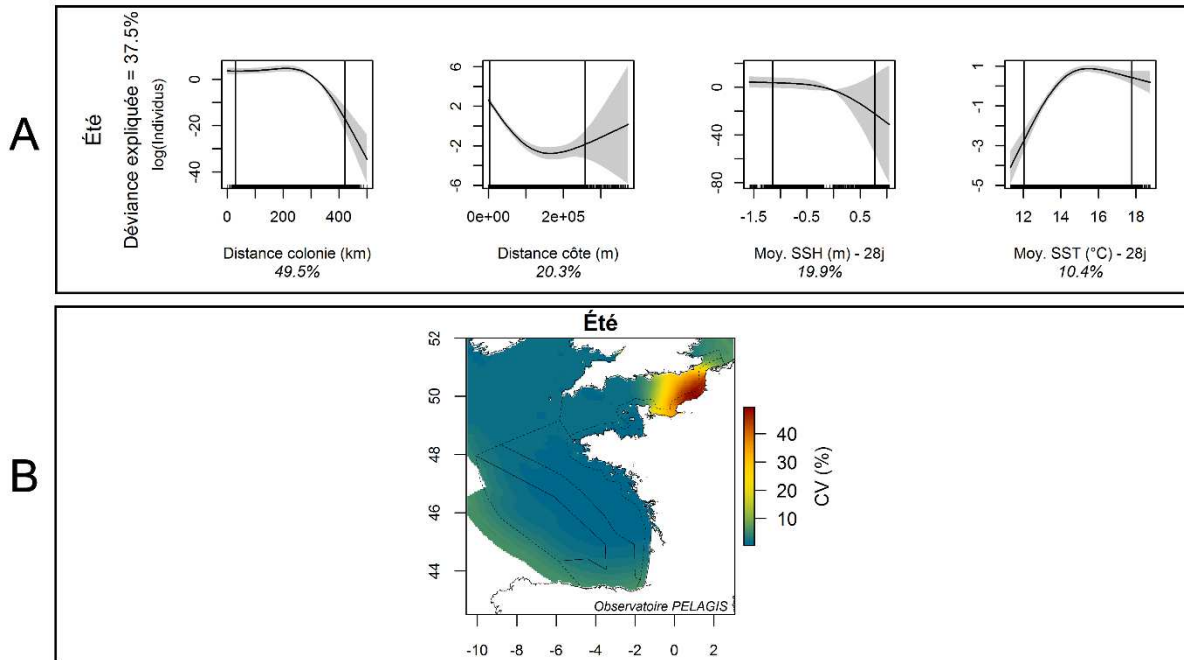 A
Été
Déviance expliquée = 37.5%
log(Individus)
0
-20
-40
0 200 400
Distance colonie (km)
49.5%
6
2
-2
-6
0e+00 2e+05
Distance côte (m)
20.3%
0
-40
-80
-1.5 -0.5 0.5
Moy. SSH (m) - 28j
19.9%
1
-1
-3
-5
12 14 16 18
Moy. SST (°C) - 28j
10.4%
B
Été
52
50
48
46
44
-10 -8 -6 -4 -2 0 2
Observatoire PELAGIS
40
30
20
10
CV (%)